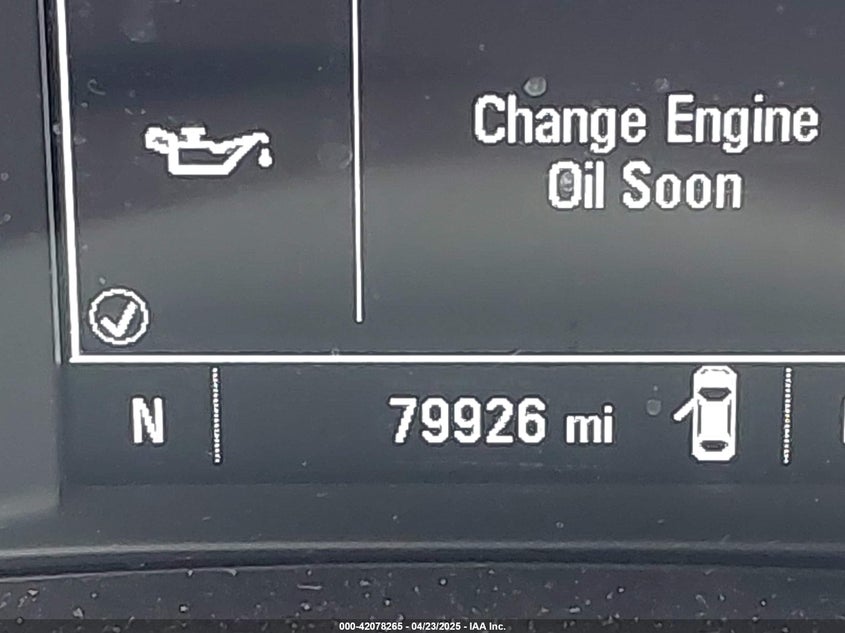 Change Engine
Oil Soon
N
79926 mi
000-42078265 - 04/23/2025 - IAA Inc.